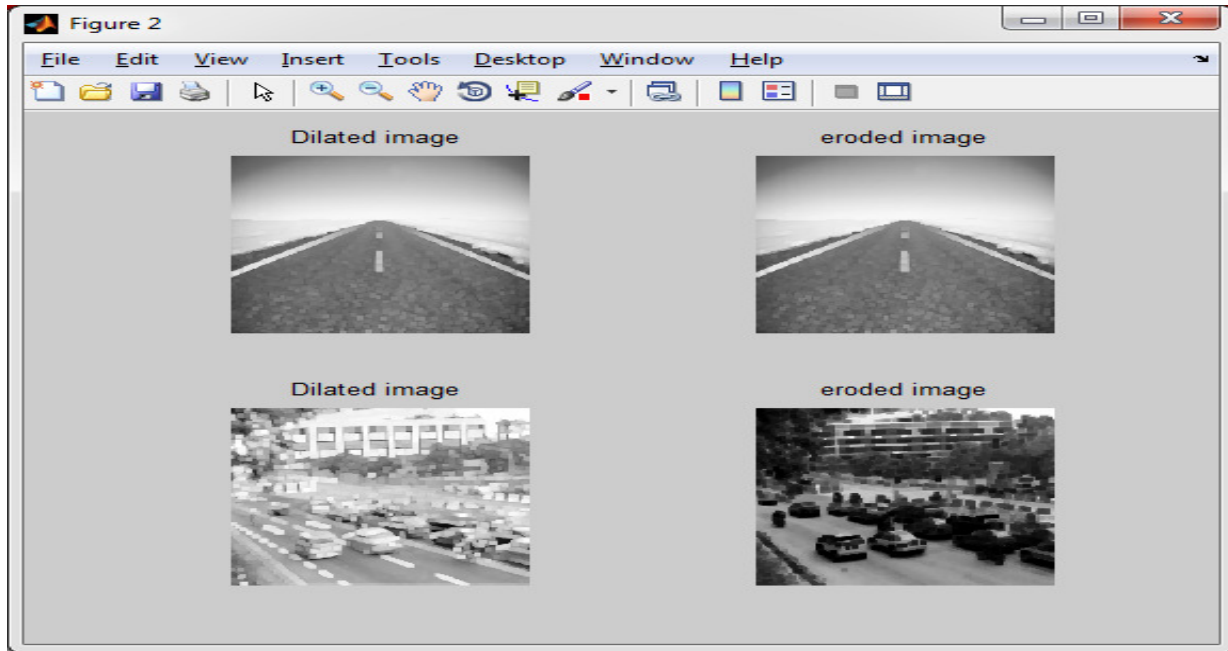 Figure 2
File Edit View Insert Tools Desktop Window Help
Dilated image eroded image
Dilated image eroded image